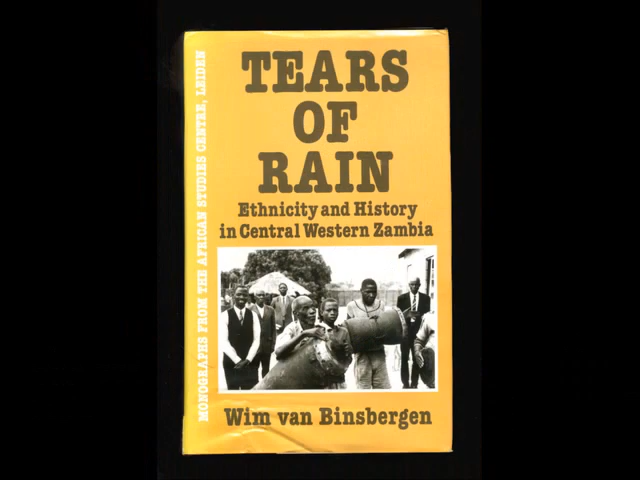 TEARS
OF
RAIN
Ethnicity and History
in Central Western Zambia
Wim van Binsbergen
MONOGRAPHS FROM THE AFRICAN STUDIES CENTRE, LEIDEN